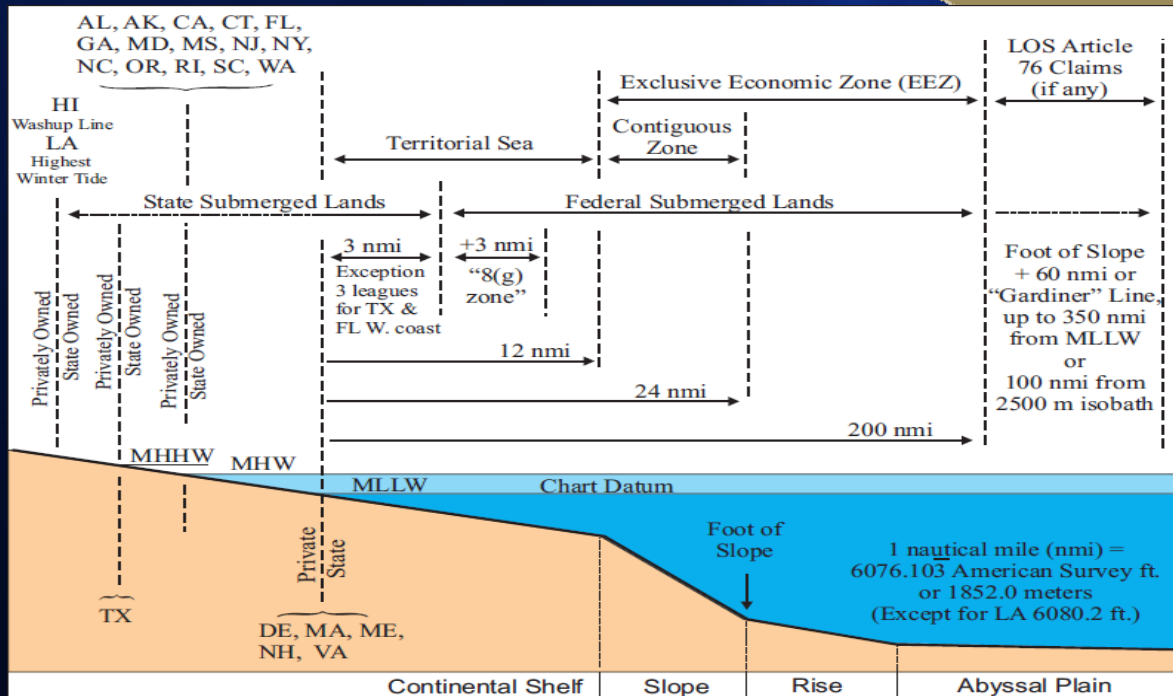 AL, AK, CA, CT, FL,
GA, MD, MS, NJ, NY,
NC, OR, RI, SC, WA
HI
Washup Line
LA
Highest
Winter Tide
LOS Article
76 Claims
(if any)
Exclusive Economic Zone (EEZ)
Contiguous
Zone
Territorial Sea
State Submerged Lands
Federal Submerged Lands
3 nmi
Exception
3 leagues
for TX &
FL W. coast
+3 nmi
“8(g)
zone”
12 nmi
24 nmi
200 nmi
Foot of Slope
+ 60 nmi or
“Gardiner” Line,
up to 350 nmi
from MLLW
or
100 nmi from
2500 m isobath
Privately Owned
State Owned
Privately Owned
State Owned
Privately Owned
State Owned
MHHW
MHW
MLLW
Chart Datum
Private
State
TX
DE, MA, ME,
NH, VA
Foot of
Slope
1 nautical mile (nmi) =
6076.103̅ American Survey ft.
or 1852.0 meters
(Except for LA 6080.2 ft.)
Continental Shelf
Slope
Rise
Abyssal Plain